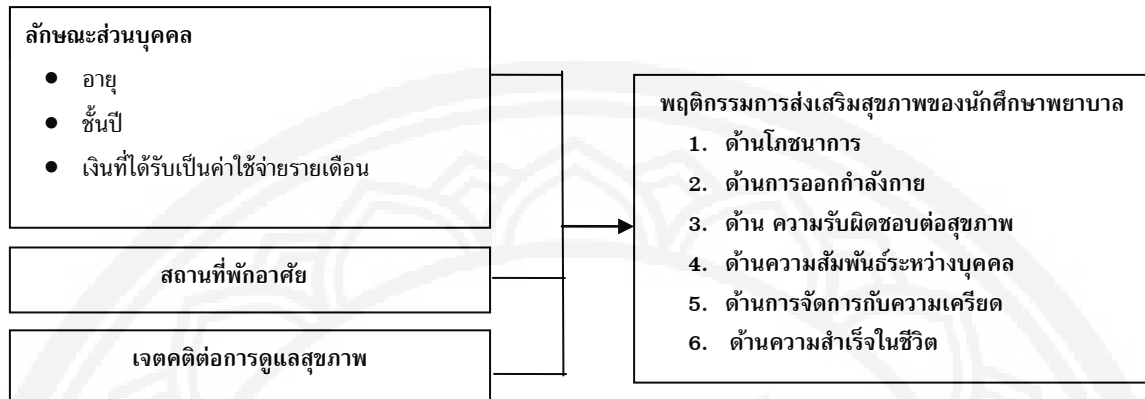 ลักษณะส่วนบุคคล
● อายุ
● ชั้นปี
● เงินที่ได้รับเป็นค่าใช้จ่ายรายเดือน
สถานที่พักอาศัย
เจตคติต่อการดูแลสุขภาพ
พฤติกรรมการส่งเสริมสุขภาพของนักศึกษาพยาบาล
1. ด้านโภชนาการ
2. ด้านการออกกำลังกาย
3. ด้าน ความรับผิดชอบต่อสุขภาพ
4. ด้านความสัมพันธ์ระหว่างบุคคล
5. ด้านการจัดการกับความเครียด
6. ด้านความสำเร็จในชีวิต